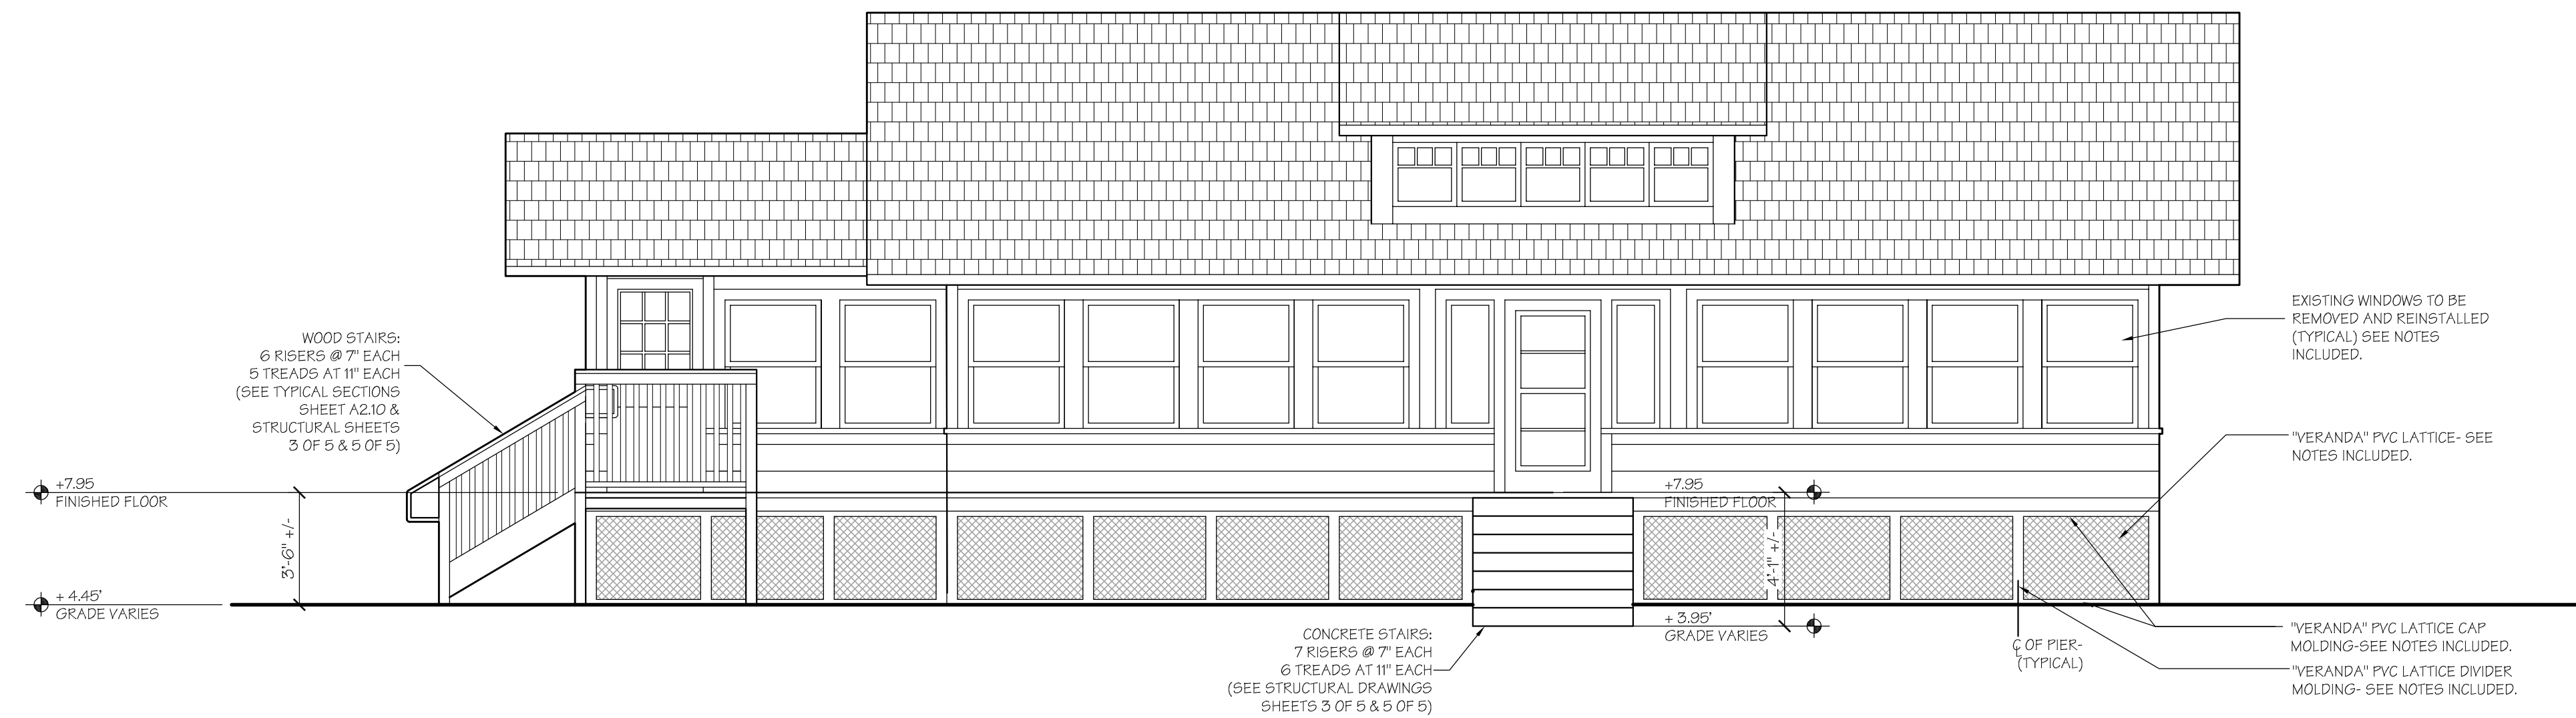 WOOD STAIRS:
6 RISERS @ 7" EACH
5 TREADS AT 11" EACH
(SEE TYPICAL SECTIONS
SHEET A2.10 &
STRUCTURAL SHEETS
3 OF 5 & 5 OF 5)
+7.95
FINISHED FLOOR
3'-6" +/-
+ 4.45'
GRADE VARIES
EXISTING WINDOWS TO BE
REMOVED AND REINSTALLED
(TYPICAL) SEE NOTES
INCLUDED.
"VERANDA" PVC LATTICE- SEE
NOTES INCLUDED.
+7.95
FINISHED FLOOR
4'-1" +/-
+ 3.95'
GRADE VARIES
CONCRETE STAIRS:
7 RISERS @ 7" EACH
6 TREADS AT 11" EACH
(SEE STRUCTURAL DRAWINGS
SHEETS 3 OF 5 & 5 OF 5)
℄ OF PIER-
(TYPICAL)
"VERANDA" PVC LATTICE CAP
MOLDING-SEE NOTES INCLUDED.
"VERANDA" PVC LATTICE DIVIDER
MOLDING- SEE NOTES INCLUDED.